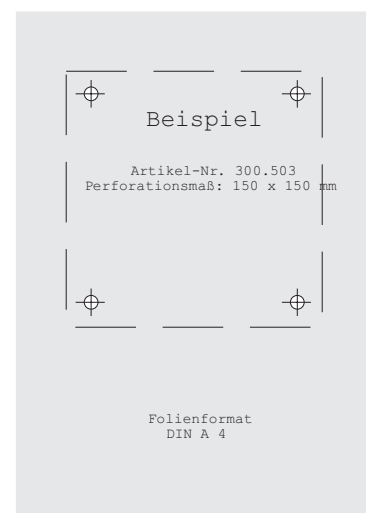 Beispiel
Artikel-Nr. 300.503
Perforationsmaß: 150 x 150 mm
Folienformat
DIN A 4